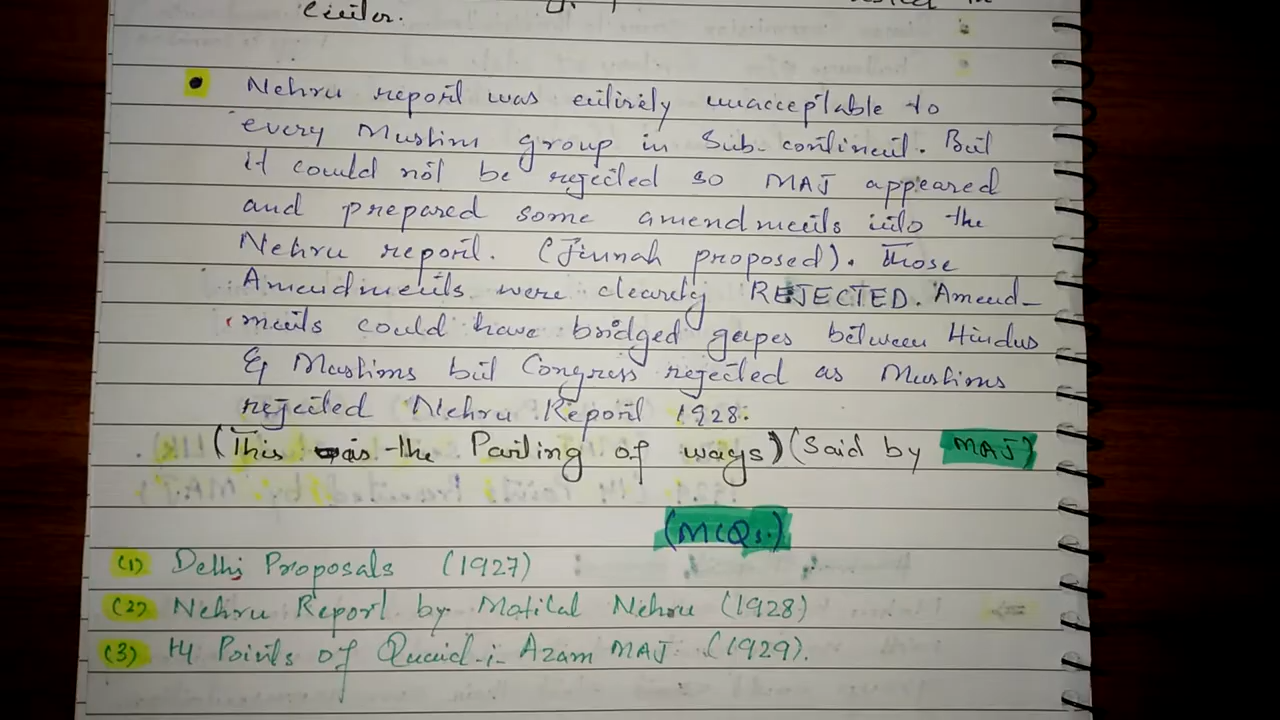 Center.
Nehru report was entirely unacceptable to
every Muslim group in Sub-continent. But
it could not be rejected so MAJ appeared
and prepared some amendments into the
Nehru report. (Jinnah proposed). Those
Amendments were clearly REJECTED. Amend-
ments could have bridged gapes between Hindus
& Muslims but Congress rejected as Muslims
rejected Nehru Report 1928.
(This is the Parting of ways) (Said by MAJ)
(MCQs.)
(1) Delhi Proposals (1927)
(2) Nehru Report by Motilal Nehru (1928)
(3) 14 Points of Quaid-i-Azam MAJ (1929).